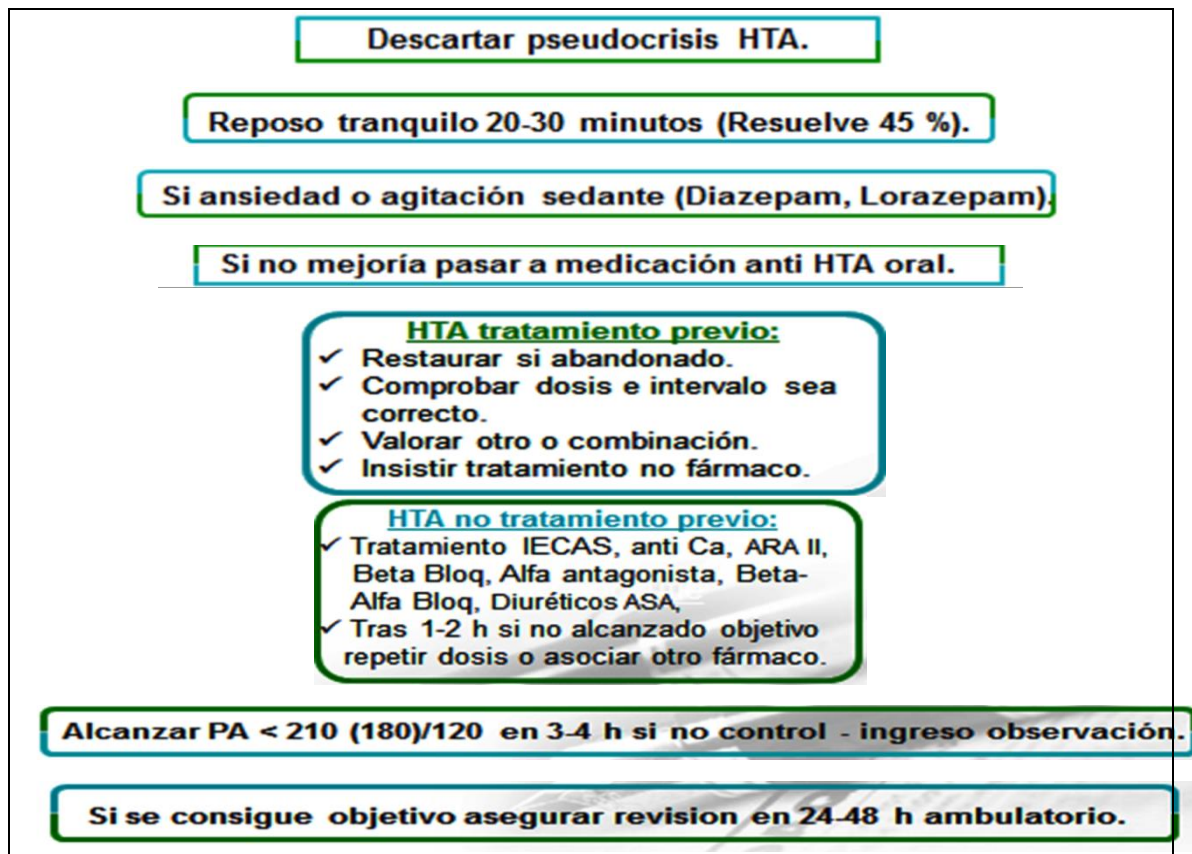 Descartar pseudocrisis HTA.
Reposo tranquilo 20-30 minutos (Resuelve 45 %).
Si ansiedad o agitación sedante (Diazepam, Lorazepam).
Si no mejoría pasar a medicación anti HTA oral.
HTA tratamiento previo:
✓ Restaurar si abandonado.
✓ Comprobar dosis e intervalo sea
correcto.
✓ Valorar otro o combinación.
✓ Insistir tratamiento no fármaco.
HTA no tratamiento previo:
✓ Tratamiento IECAS, anti Ca, ARA II,
Beta Bloq, Alfa antagonista, Beta-
Alfa Bloq, Diuréticos ASA,
✓ Tras 1-2 h si no alcanzado objetivo
repetir dosis o asociar otro fármaco.
Alcanzar PA < 210 (180)/120 en 3-4 h si no control - ingreso observación.
Si se consigue objetivo asegurar revision en 24-48 h ambulatorio.